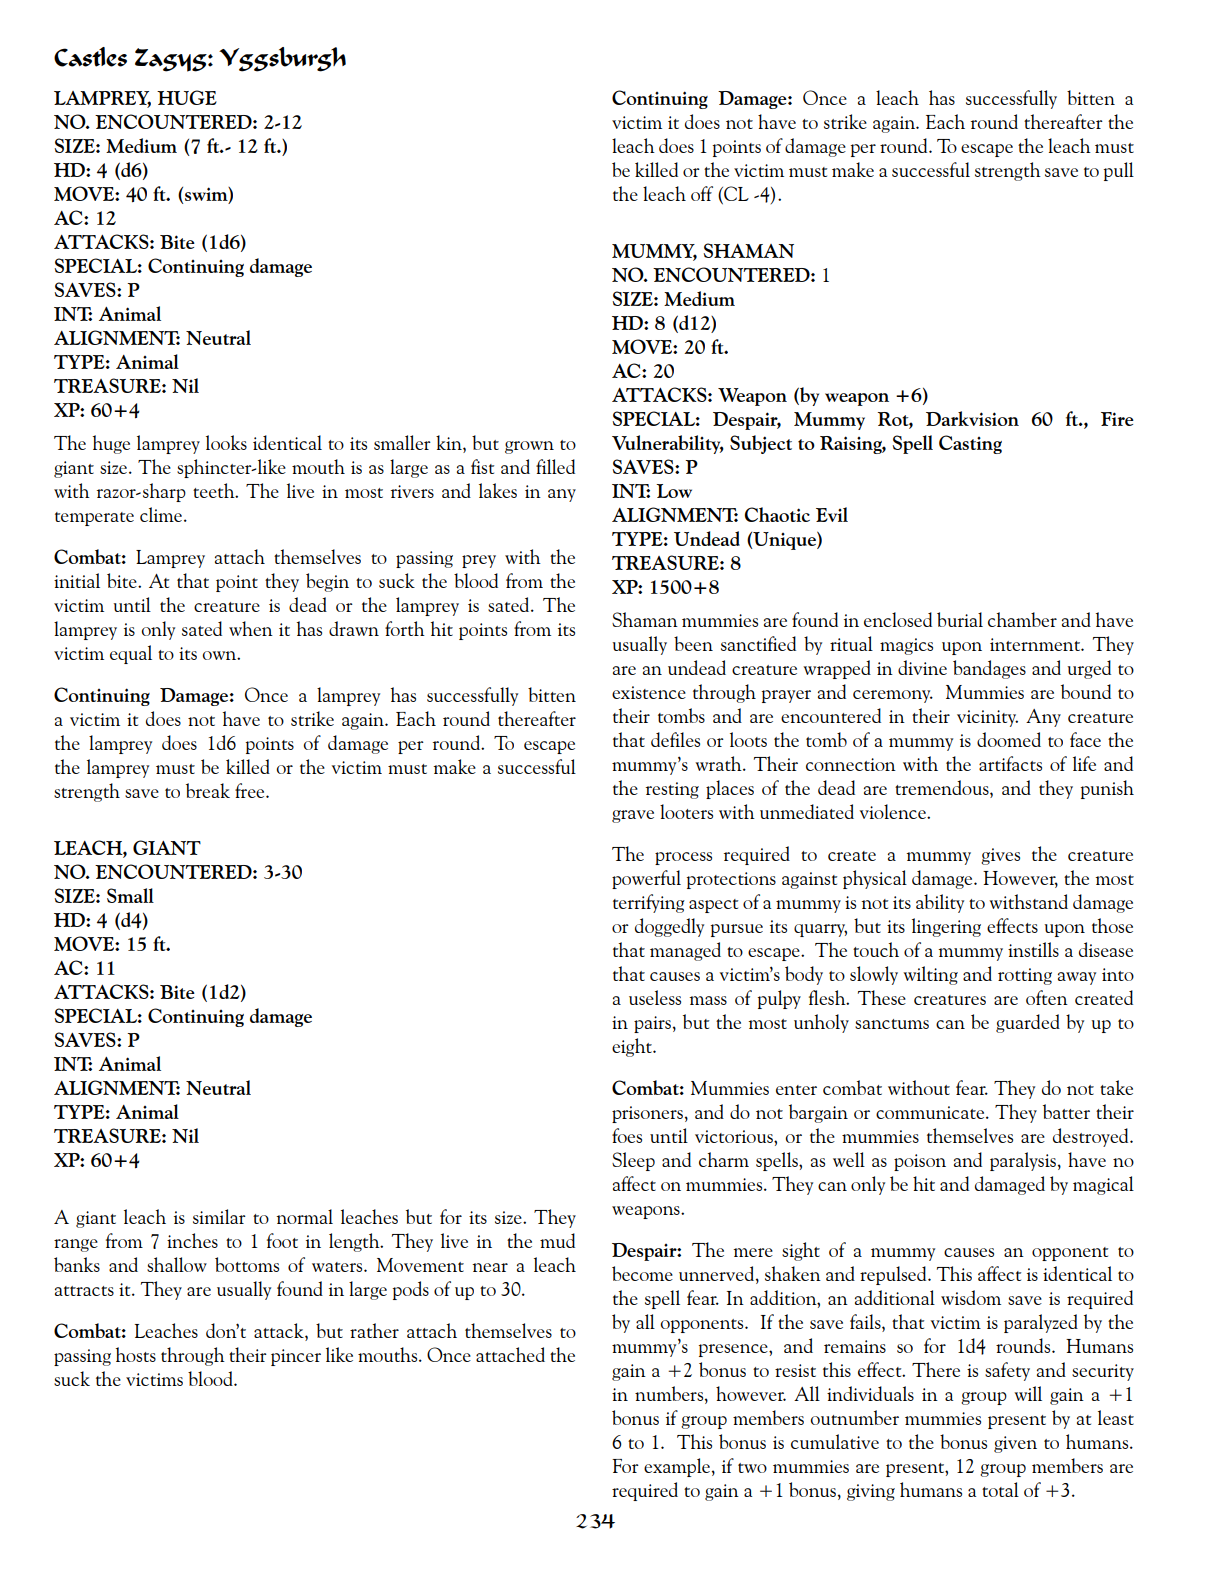 Castles Zagyg: Yggsburgh
LAMPREY, HUGE
NO. ENCOUNTERED: 2-12
SIZE: Medium (7 ft.- 12 ft.)
HD: 4 (d6)
MOVE: 40 ft. (swim)
AC: 12
ATTACKS: Bite (1d6)
SPECIAL: Continuing damage
SAVES: P
INT: Animal
ALIGNMENT: Neutral
TYPE: Animal
TREASURE: Nil
XP: 60+4
The huge lamprey looks identical to its smaller kin, but grown to
giant size. The sphincter-like mouth is as large as a fist and filled
with razor-sharp teeth. The live in most rivers and lakes in any
temperate clime.
Combat: Lamprey attach themselves to passing prey with the
initial bite. At that point they begin to suck the blood from the
victim until the creature is dead or the lamprey is sated. The
lamprey is only sated when it has drawn forth hit points from its
victim equal to its own.
Continuing Damage: Once a lamprey has successfully bitten
a victim it does not have to strike again. Each round thereafter
the lamprey does 1d6 points of damage per round. To escape
the lamprey must be killed or the victim must make a successful
strength save to break free.
LEACH, GIANT
NO. ENCOUNTERED: 3-30
SIZE: Small
HD: 4 (d4)
MOVE: 15 ft.
AC: 11
ATTACKS: Bite (1d2)
SPECIAL: Continuing damage
SAVES: P
INT: Animal
ALIGNMENT: Neutral
TYPE: Animal
TREASURE: Nil
XP: 60+4
A giant leach is similar to normal leaches but for its size. They
range from 7 inches to 1 foot in length. They live in the mud
banks and shallow bottoms of waters. Movement near a leach
attracts it. They are usually found in large pods of up to 30.
Combat: Leaches don't attack, but rather attach themselves to
passing hosts through their pincer like mouths. Once attached the
suck the victims blood.
Continuing Damage: Once a leach has successfully bitten a
victim it does not have to strike again. Each round thereafter the
leach does 1 points of damage per round. To escape the leach must
be killed or the victim must make a successful strength save to pull
the leach off (CL -4).
MUMMY, SHAMAN
NO. ENCOUNTERED: 1
SIZE: Medium
HD: 8 (d12)
MOVE: 20 ft.
AC: 20
ATTACKS: Weapon (by weapon +6)
SPECIAL: Despair, Mummy Rot, Darkvision 60 ft., Fire
Vulnerability, Subject to Raising, Spell Casting
SAVES: P
INT: Low
ALIGNMENT: Chaotic Evil
TYPE: Undead (Unique)
TREASURE: 8
XP: 1500+8
Shaman mummies are found in enclosed burial chamber and have
usually been sanctified by ritual magics upon internment. They
are an undead creature wrapped in divine bandages and urged to
existence through prayer and ceremony. Mummies are bound to
their tombs and are encountered in their vicinity. Any creature
that defiles or loots the tomb of a mummy is doomed to face the
mummy's wrath. Their connection with the artifacts of life and
the resting places of the dead are tremendous, and they punish
grave looters with unmediated violence.
The process required to create a mummy gives the creature
powerful protections against physical damage. However, the most
terrifying aspect of a mummy is not its ability to withstand damage
or doggedly pursue its quarry, but its lingering effects upon those
that managed to escape. The touch of a mummy instills a disease
that causes a victim's body to slowly wilting and rotting away into
a useless mass of pulpy flesh. These creatures are often created
in pairs, but the most unholy sanctums can be guarded by up to
eight.
Combat: Mummies enter combat without fear. They do not take
prisoners, and do not bargain or communicate. They batter their
foes until victorious, or the mummies themselves are destroyed.
Sleep and charm spells, as well as poison and paralysis, have no
affect on mummies. They can only be hit and damaged by magical
weapons.
Despair: The mere sight of a mummy causes an opponent to
become unnerved, shaken and repulsed. This affect is identical to
the spell fear. In addition, an additional wisdom save is required
by all opponents. If the save fails, that victim is paralyzed by the
mummy's presence, and remains so for 1d4 rounds. Humans
gain a +2 bonus to resist this effect. There is safety and security
in numbers, however. All individuals in a group will gain a +1
bonus if group members outnumber mummies present by at least
6 to 1. This bonus is cumulative to the bonus given to humans.
For example, if two mummies are present, 12 group members are
required to gain a +1 bonus, giving humans a total of +3.
234